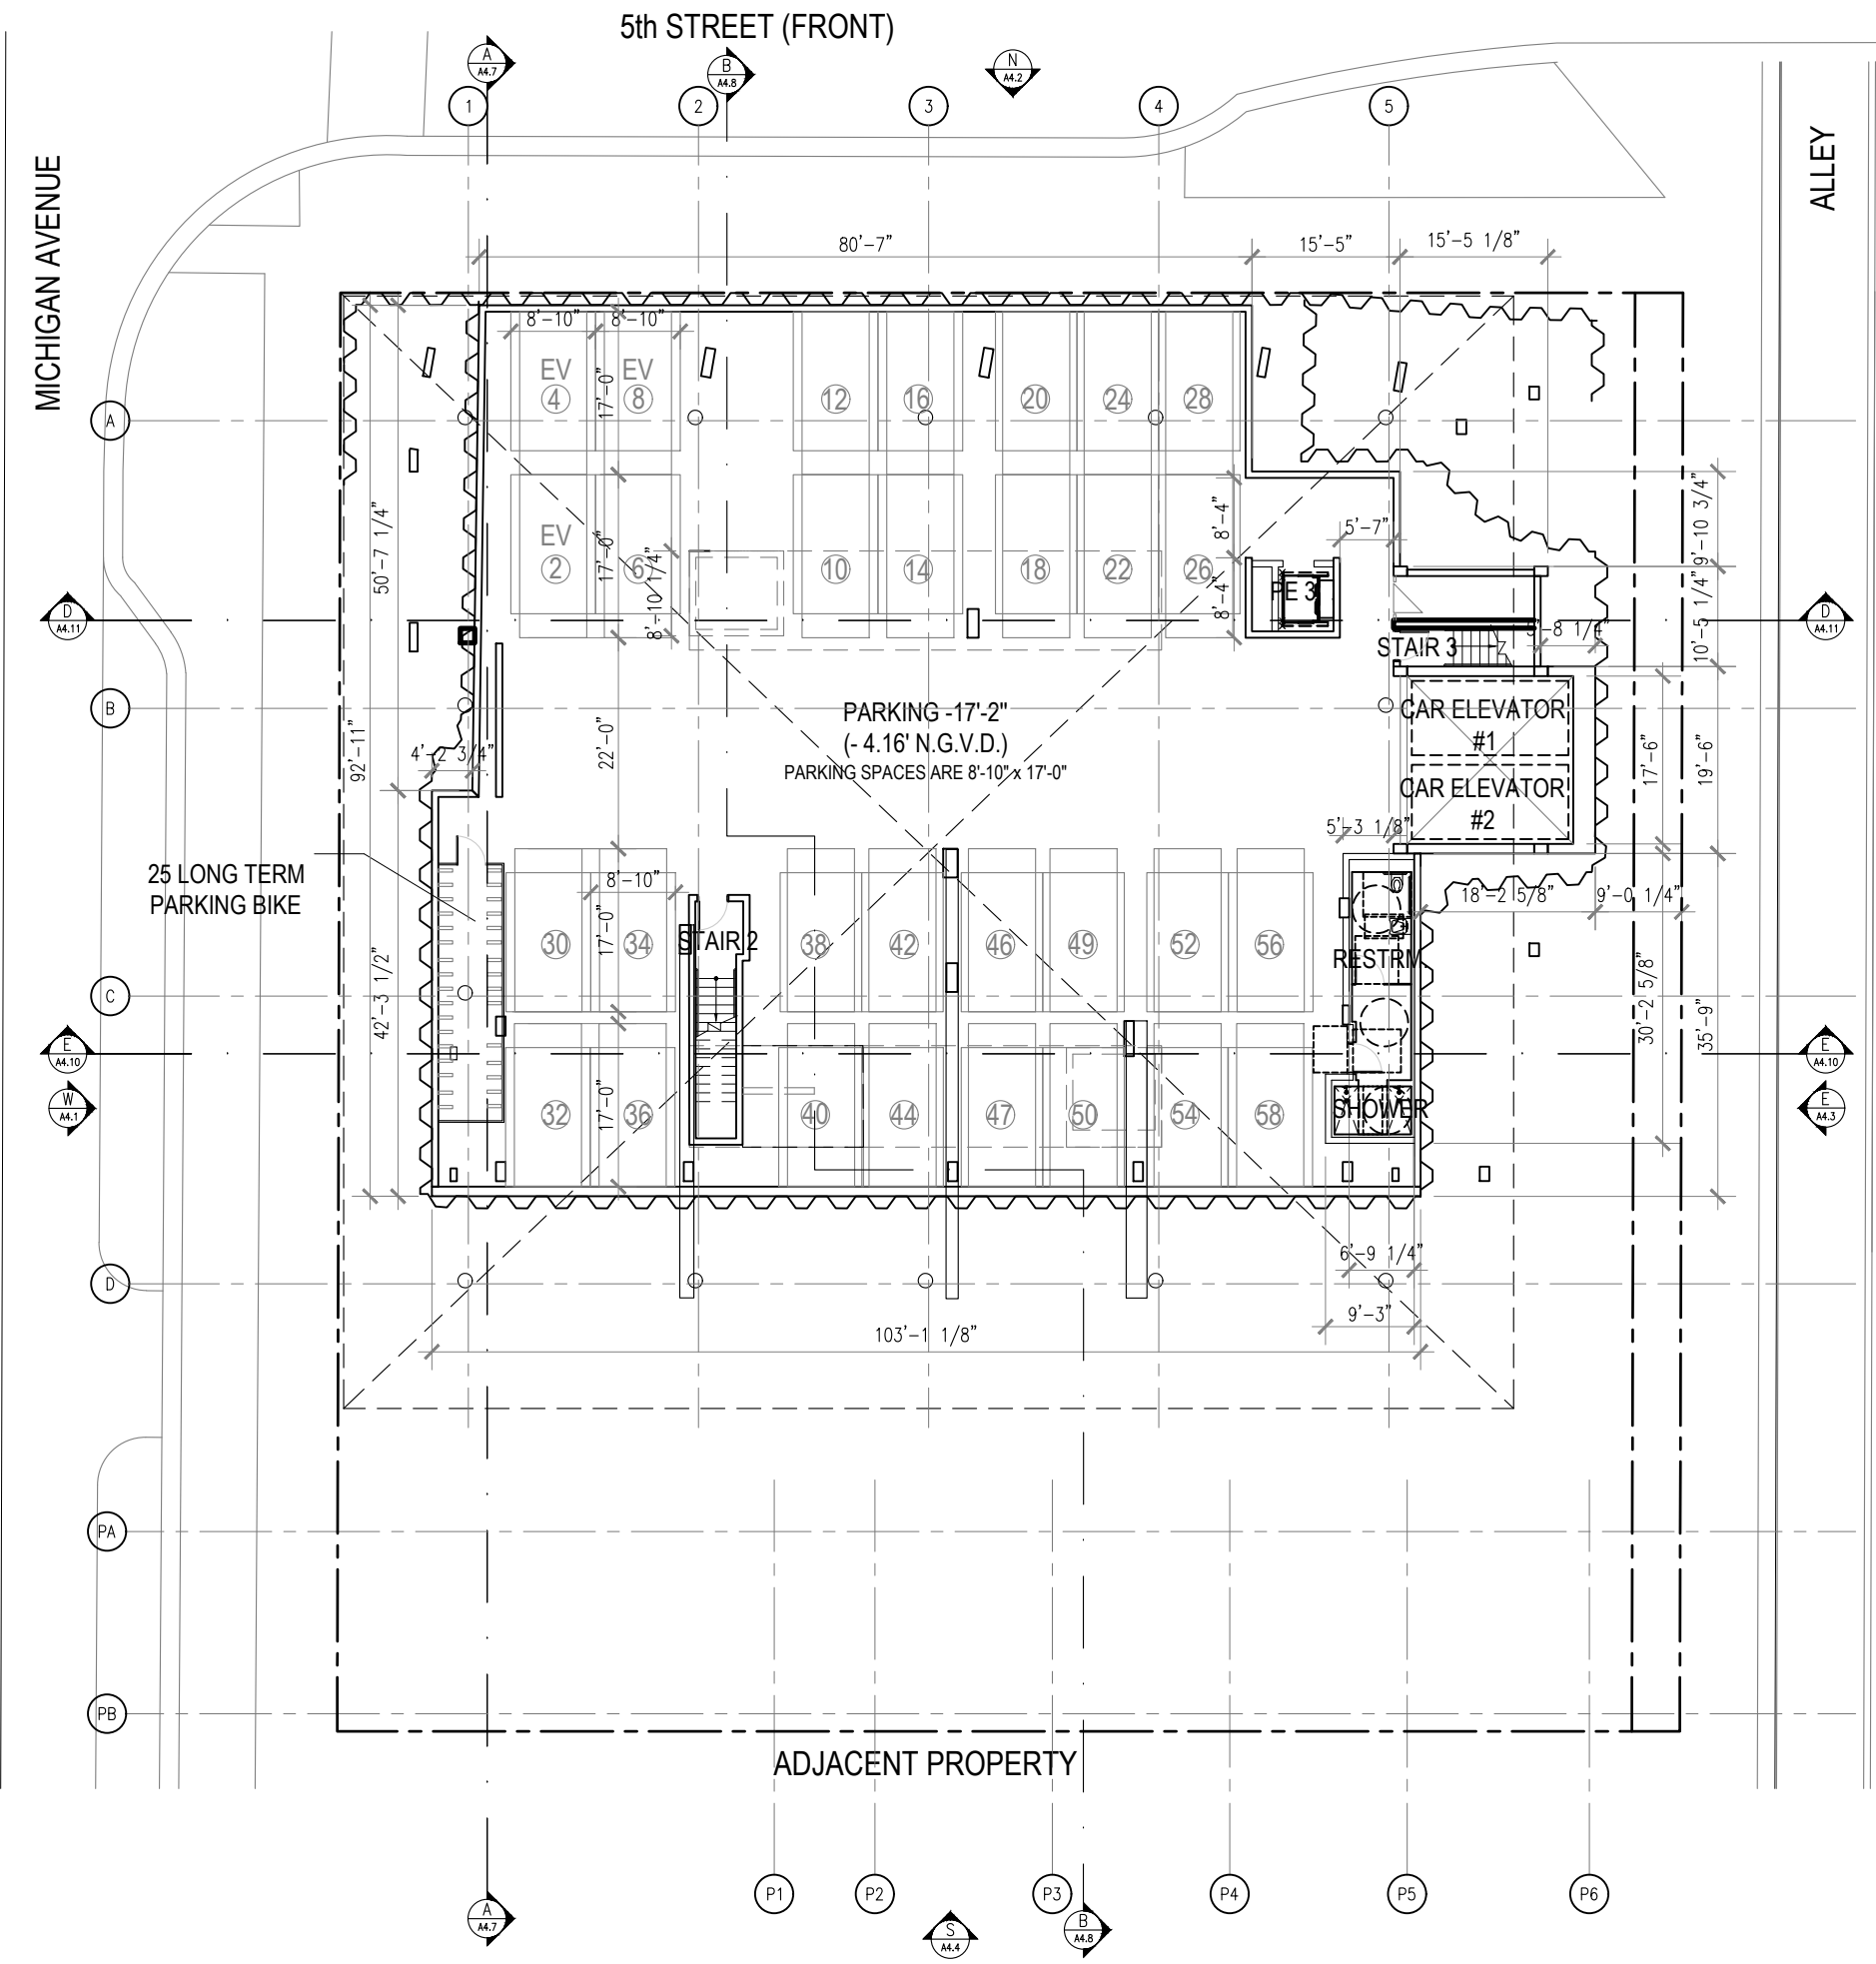 5th STREET (FRONT)
A
A4.7
B
A4.8
N
A4.2
1
2
3
4
5
MICHIGAN AVENUE
ALLEY
80'-7"
15'-5"
15'-5 1/8"
8'-10"
8'-10"
EV
4
EV
8
17'-0"
12
16
20
24
28
A
50'-7 1/4"
EV
2
6
17'-0"
8'-10 1/4"
10
14
18
22
26
8'-4"
8'-4"
5'-7"
PE 3
9'-10 3/4"
10'-5 1/4"
D
A4.11
D
A4.11
STAIR 3
B
92'-11"
4'-2 3/4"
22'-0"
PARKING -17'-2"
(- 4.16' N.G.V.D.)
PARKING SPACES ARE 8'-10" x 17'-0"
CAR ELEVATOR
#1
CAR ELEVATOR
#2
17'-6"
19'-6"
5'-3 1/8"
25 LONG TERM
PARKING BIKE
8'-10"
18'-2 5/8"
9'-0 1/4"
30
34
17'-0"
STAIR 2
38
42
46
49
52
56
RESTRM.
C
42'-3 1/2"
30'-2 5/8"
35'-9"
E
A4.10
E
A4.10
W
A4.1
E
A4.3
32
36
17'-0"
40
44
47
50
54
58
SHOWER
D
6'-9 1/4"
9'-3"
103'-1 1/8"
PA
PB
ADJACENT PROPERTY
P1
P2
P3
P4
P5
P6
A
A4.7
S
A4.4
B
A4.8